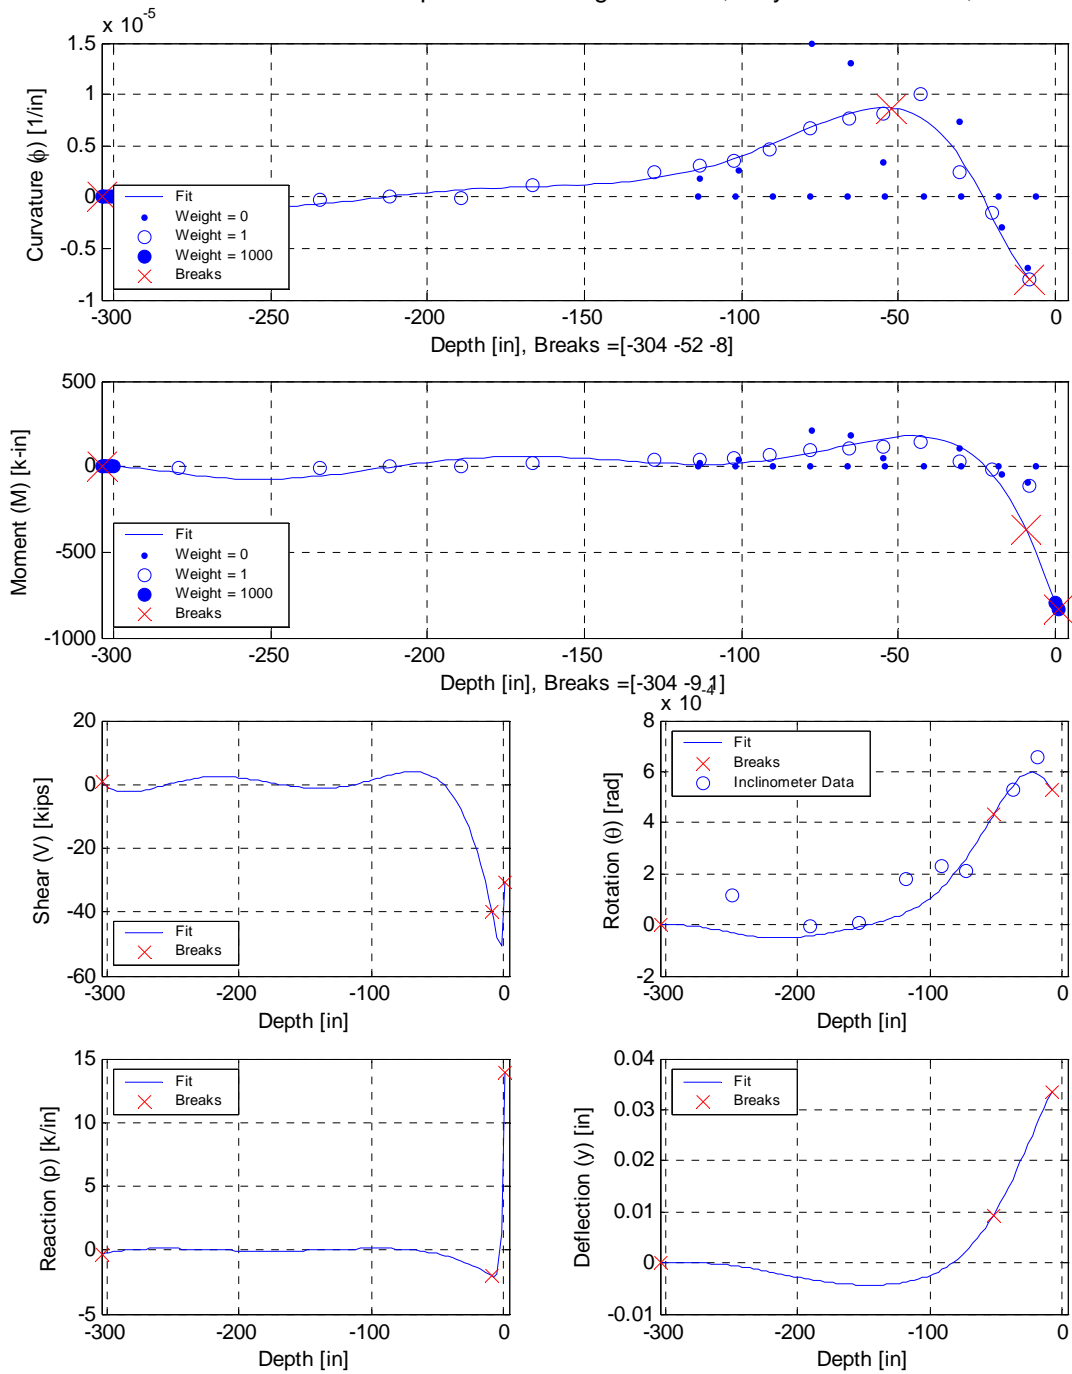 x 10^-5
1.5
1
0.5
0
-0.5
-1
Curvature (ϕ) [1/in]
Fit
Weight = 0
Weight = 1
Weight = 1000
Breaks
-300 -250 -200 -150 -100 -50 0
Depth [in], Breaks =[-304 -52 -8]
500
0
-500
-1000
Moment (M) [k-in]
Fit
Weight = 0
Weight = 1
Weight = 1000
Breaks
-300 -250 -200 -150 -100 -50 0
Depth [in], Breaks =[-304 -9 1]
20
0
-20
-40
-60
Shear (V) [kips]
Fit
Breaks
-300 -200 -100 0
Depth [in]
x 10^-4
8
6
4
2
0
-2
Rotation (θ) [rad]
Fit
Breaks
Inclinometer Data
-300 -200 -100 0
Depth [in]
15
10
5
0
-5
Reaction (p) [k/in]
Fit
Breaks
-300 -200 -100 0
Depth [in]
0.04
0.03
0.02
0.01
0
-0.01
Deflection (y) [in]
Fit
Breaks
-300 -200 -100 0
Depth [in]